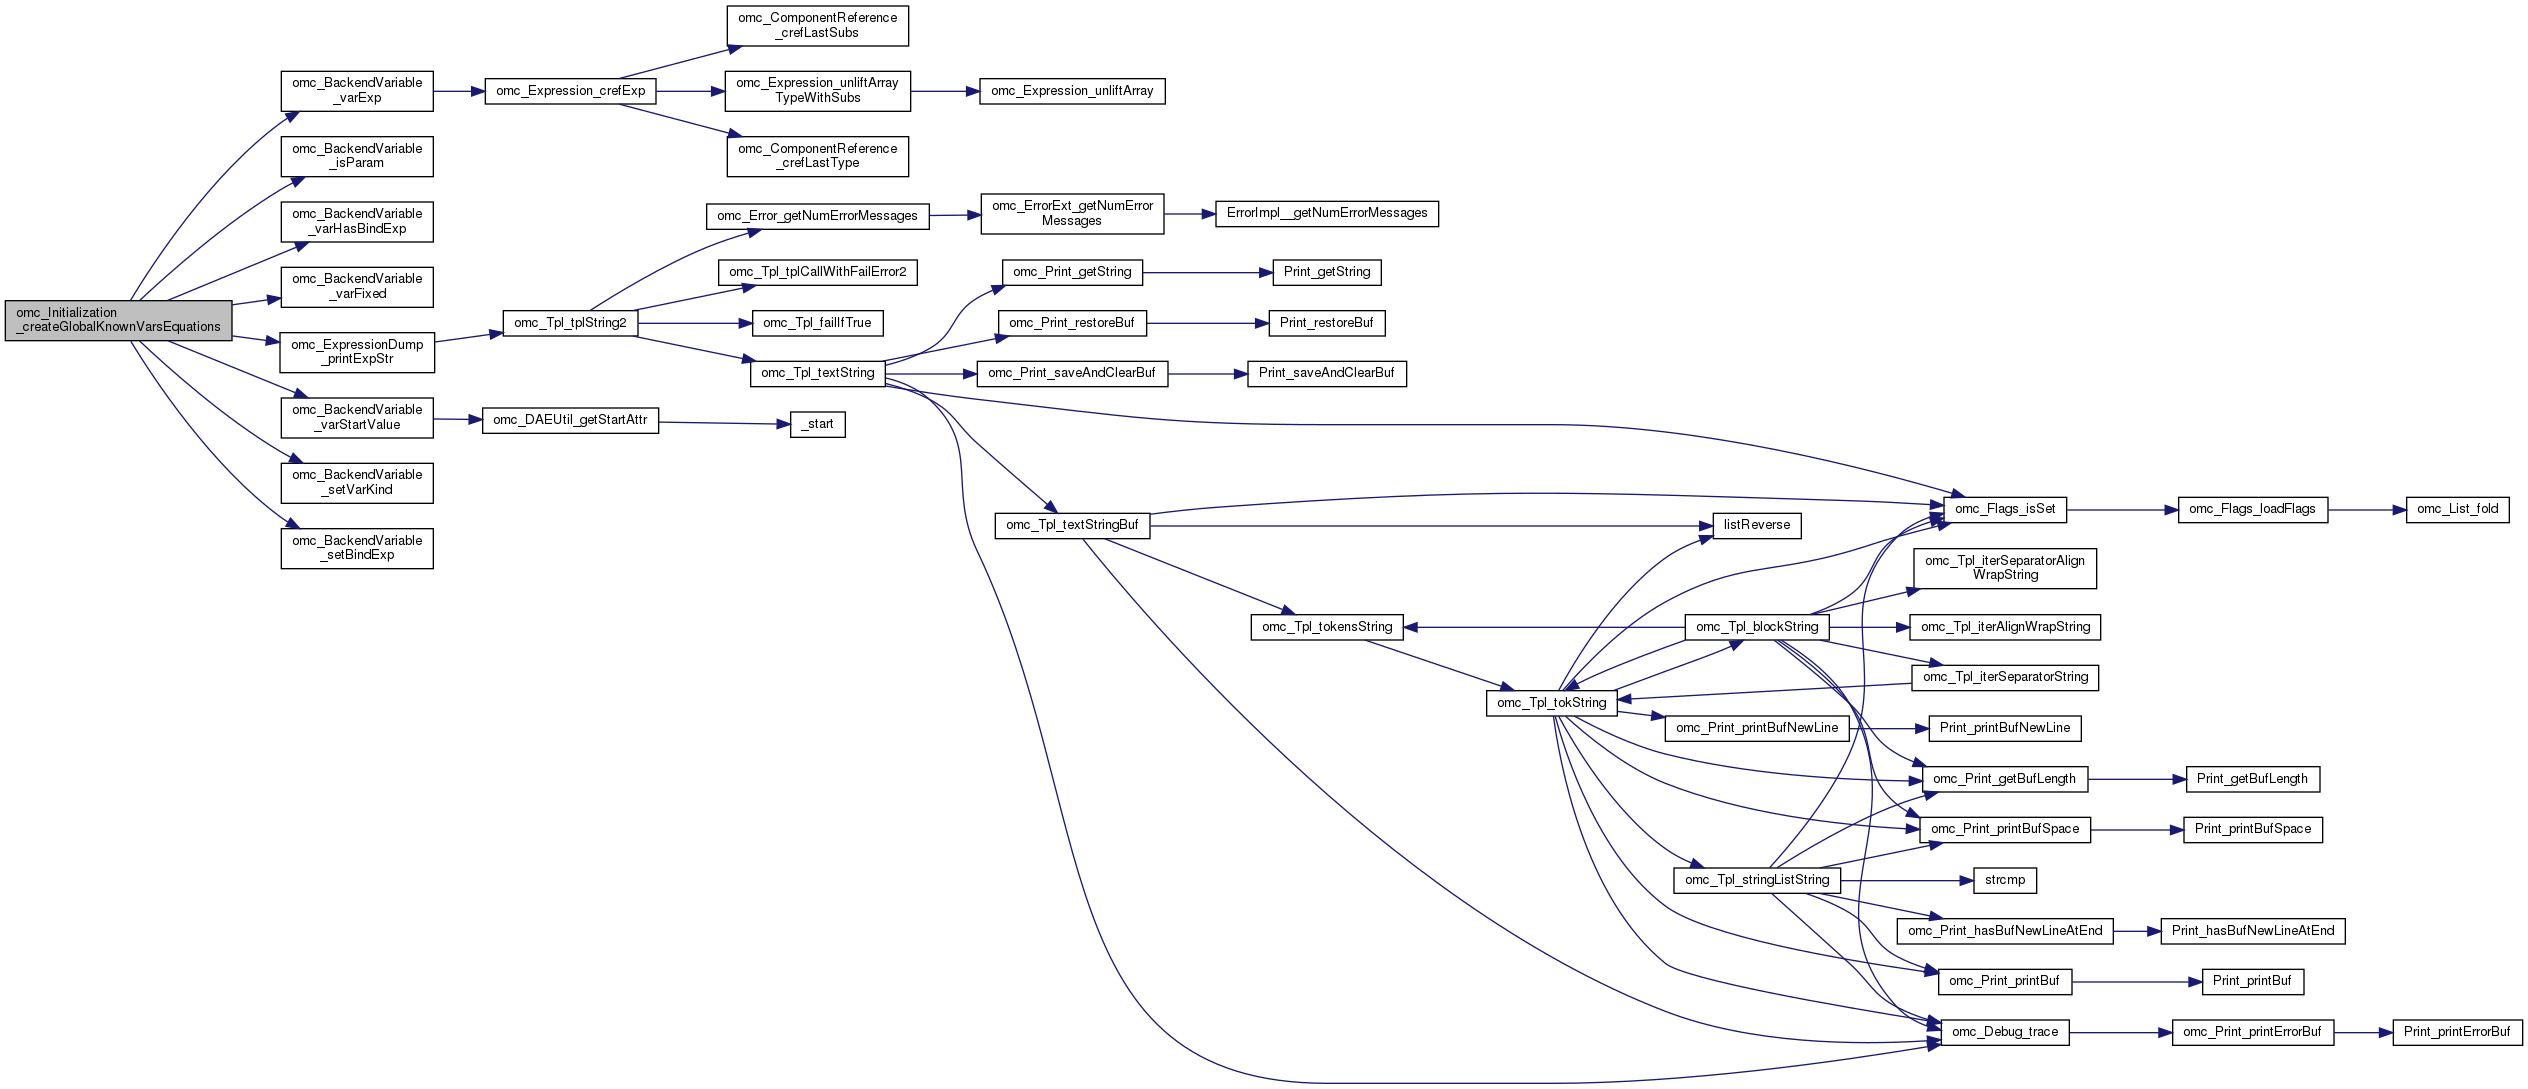 omc_Initialization
_createGlobalKnownVarsEquations
omc_BackendVariable
_varExp
omc_BackendVariable
_isParam
omc_BackendVariable
_varHasBindExp
omc_BackendVariable
_varFixed
omc_ExpressionDump
_printExpStr
omc_BackendVariable
_varStartValue
omc_BackendVariable
_setVarKind
omc_BackendVariable
_setBindExp
omc_Expression_crefExp
omc_Tpl_tplString2
omc_DAEUtil_getStartAttr
omc_ComponentReference
_crefLastSubs
omc_Expression_unliftArray
TypeWithSubs
omc_ComponentReference
_crefLastType
omc_Error_getNumErrorMessages
omc_Tpl_tplCallWithFailError2
omc_Tpl_failIfTrue
omc_Tpl_textString
_start
omc_Expression_unliftArray
omc_ErrorExt_getNumError
Messages
omc_Print_getString
omc_Print_restoreBuf
omc_Print_saveAndClearBuf
omc_Tpl_textStringBuf
ErrorImpl__getNumErrorMessages
Print_getString
Print_restoreBuf
Print_saveAndClearBuf
omc_Tpl_tokensString
omc_Tpl_tokString
listReverse
omc_Tpl_blockString
omc_Print_printBufNewLine
omc_Tpl_stringListString
omc_Flags_isSet
omc_Tpl_iterSeparatorAlign
WrapString
omc_Tpl_iterAlignWrapString
omc_Tpl_iterSeparatorString
Print_printBufNewLine
omc_Print_getBufLength
omc_Print_printBufSpace
strcmp
omc_Print_hasBufNewLineAtEnd
omc_Print_printBuf
omc_Debug_trace
omc_Flags_loadFlags
Print_getBufLength
Print_printBufSpace
Print_hasBufNewLineAtEnd
Print_printBuf
omc_Print_printErrorBuf
omc_List_fold
Print_printErrorBuf